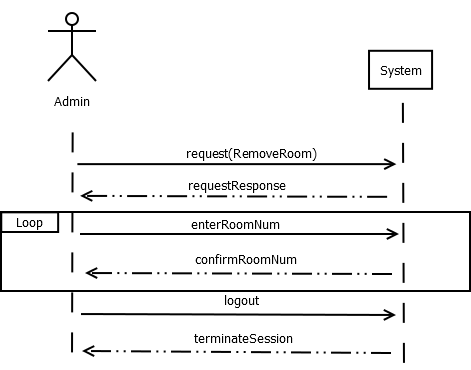 System
Admin
request(RemoveRoom)
requestResponse
Loop
enterRoomNum
confirmRoomNum
logout
terminateSession